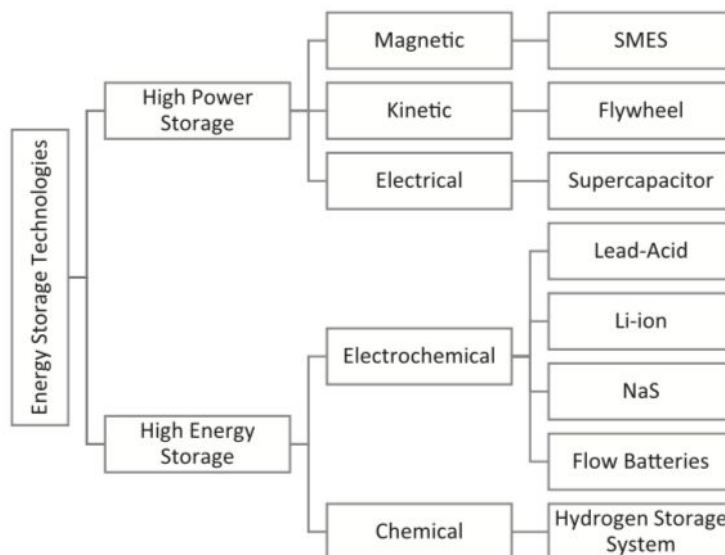 Energy Storage Technologies
High Power
Storage
Magnetic
SMES
Kinetic
Flywheel
Electrical
Supercapacitor
High Energy
Storage
Electrochemical
Lead-Acid
Li-ion
NaS
Flow Batteries
Chemical
Hydrogen Storage
System